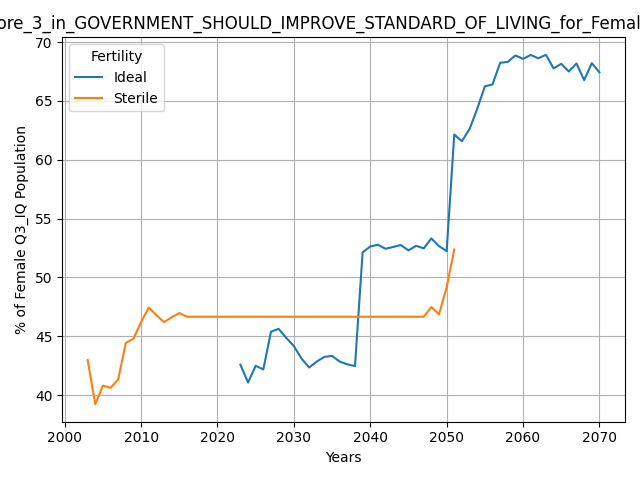 ore_3_in_GOVERNMENT_SHOULD_IMPROVE_STANDARD_OF_LIVING_for_Femal
70
65
60
55
50
45
40
% of Female Q3_IQ Population
Fertility
Ideal
Sterile
2000 2010 2020 2030 2040 2050 2060 2070
Years